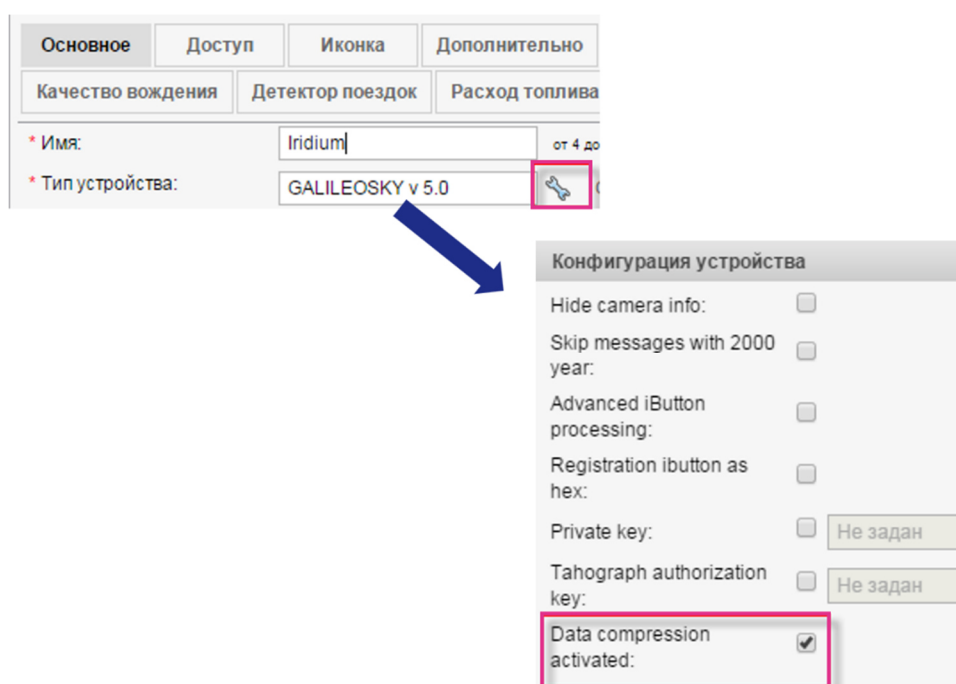 Основное Доступ Иконка Дополнительно
Качество вождения Детектор поездок Расход топлива
* Имя: Iridium от 4 до
* Тип устройства: GALILEOSKY v 5.0
Конфигурация устройства
Hide camera info:
Skip messages with 2000
year:
Advanced iButton
processing:
Registration ibutton as
hex:
Private key: Не задан
Tahograph authorization
key: Не задан
Data compression
activated: